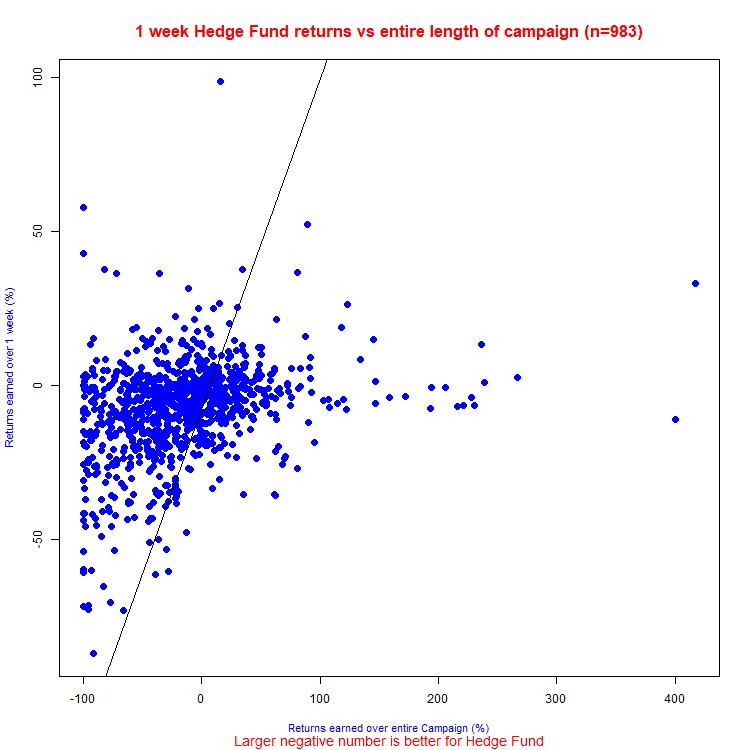 1 week Hedge Fund returns vs entire length of campaign (n=983)
Returns earned over 1 week (%)
100
50
0
-50
-100
0
100
200
300
400
Returns earned over entire Campaign (%)
Larger negative number is better for Hedge Fund